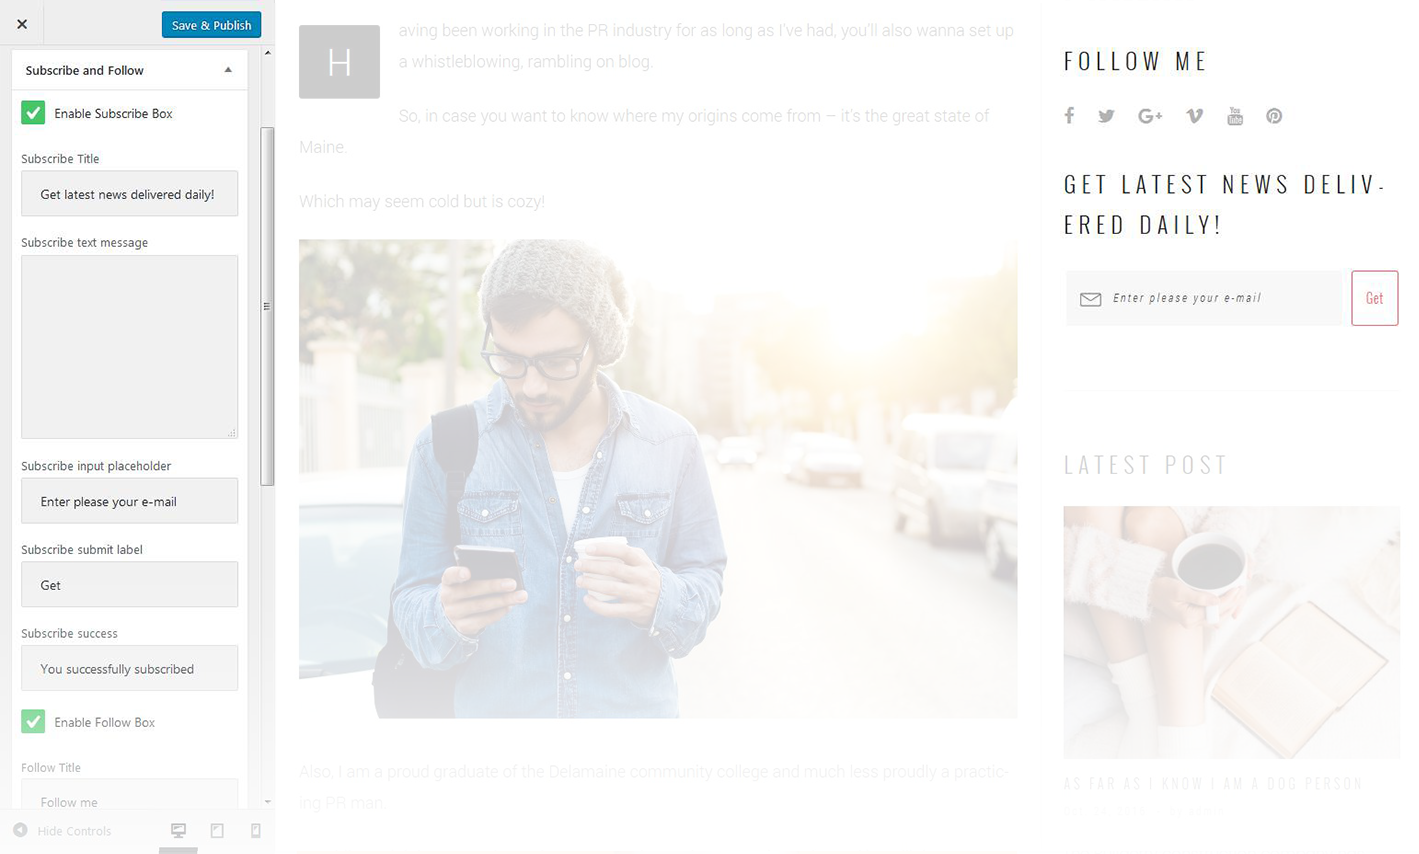 Save & Publish
Subscribe and Follow
Enable Subscribe Box
Subscribe Title
Get latest news delivered daily!
Subscribe text message
Subscribe input placeholder
Enter please your e-mail
Subscribe submit label
Get
Subscribe success
You successfully subscribed
Enable Follow Box
Follow Title
Follow me
Hide Controls
H
aving been working in the PR industry for as long as I've had, you'll also wanna set up
a whistleblowing, rambling on blog.
So, in case you want to know where my origins come from – it's the great state of
Maine.
Which may seem cold but is cozy!
Also, I am a proud graduate of the Delamaine community college and much less proudly a practic-
ing PR man
FOLLOW ME
You
Tube
GET LATEST NEWS DELIV-
ERED DAILY!
Enter please your e-mail
Get
LATEST POST
AS FAR AS I KNOW I AM A DOG PERSON